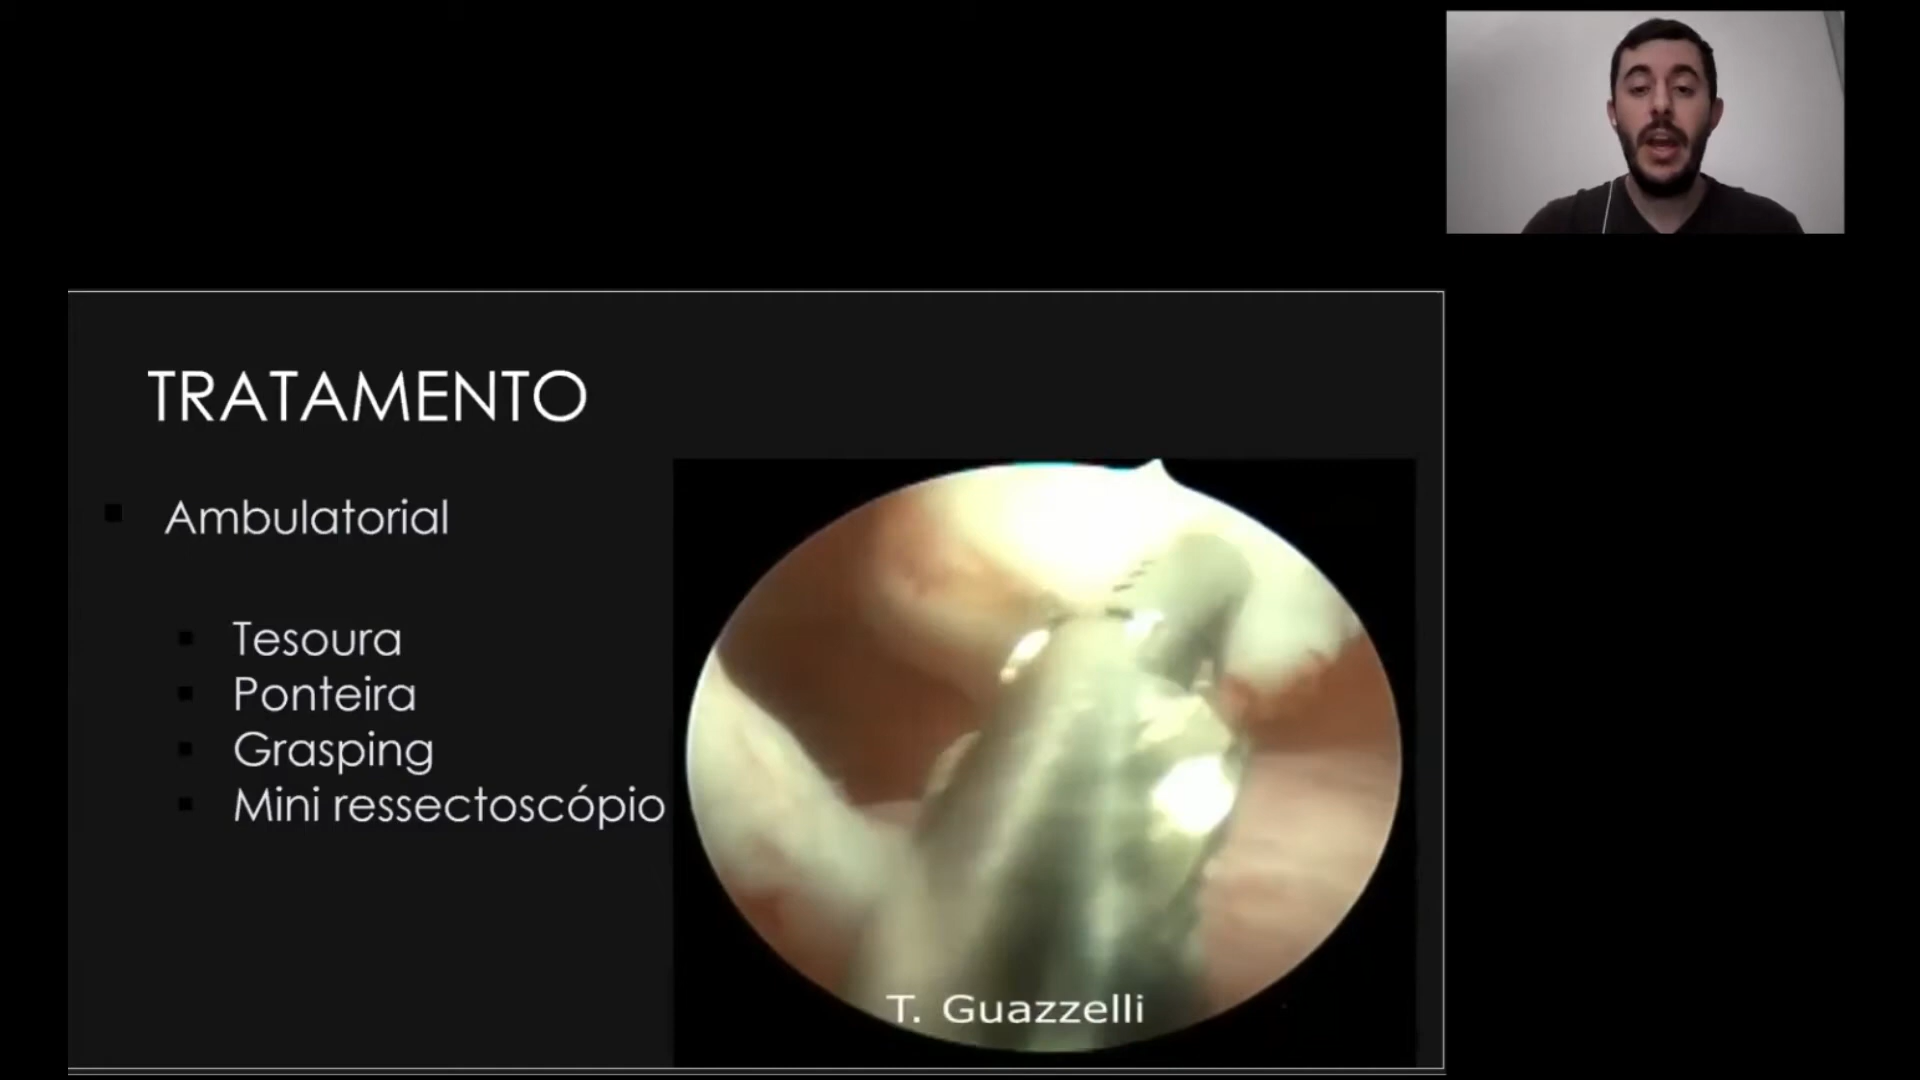 TRATAMENTO
Ambulatorial
Tesoura
Ponteira
Grasping
Mini ressectoscópio
T. Guazzelli